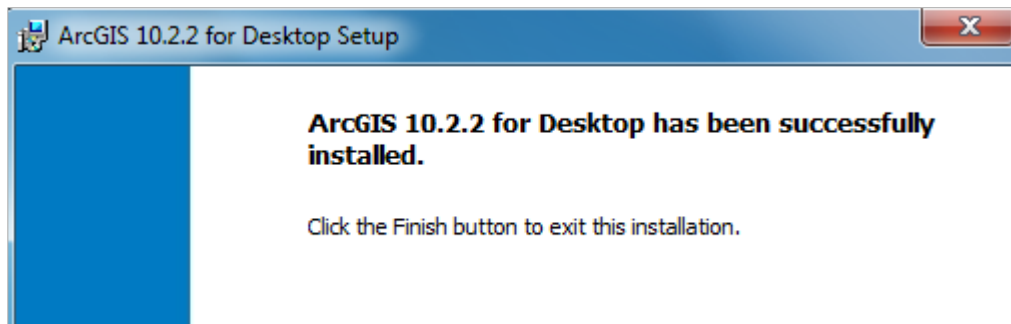 ArcGIS 10.2.2 for Desktop Setup
ArcGIS 10.2.2 for Desktop has been successfully
installed.
Click the Finish button to exit this installation.